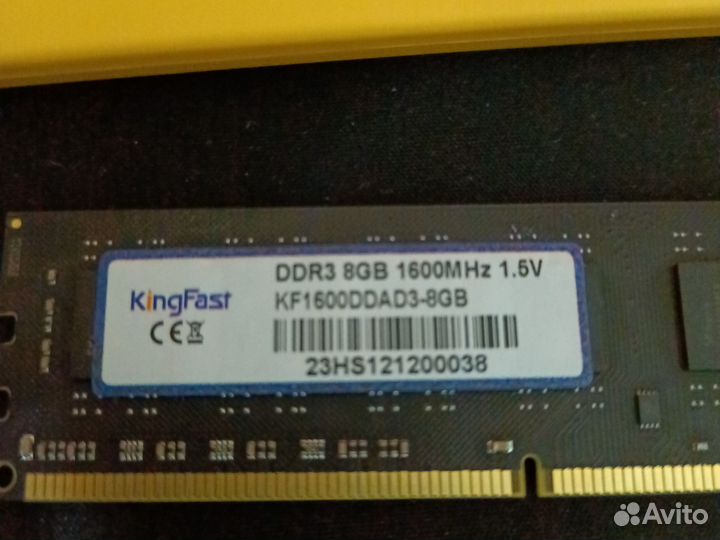 DDR3 8GB 1600MHz 1.5V
KingFast
KF1600DDAD3-8GB
CE
23HS121200038
Avito